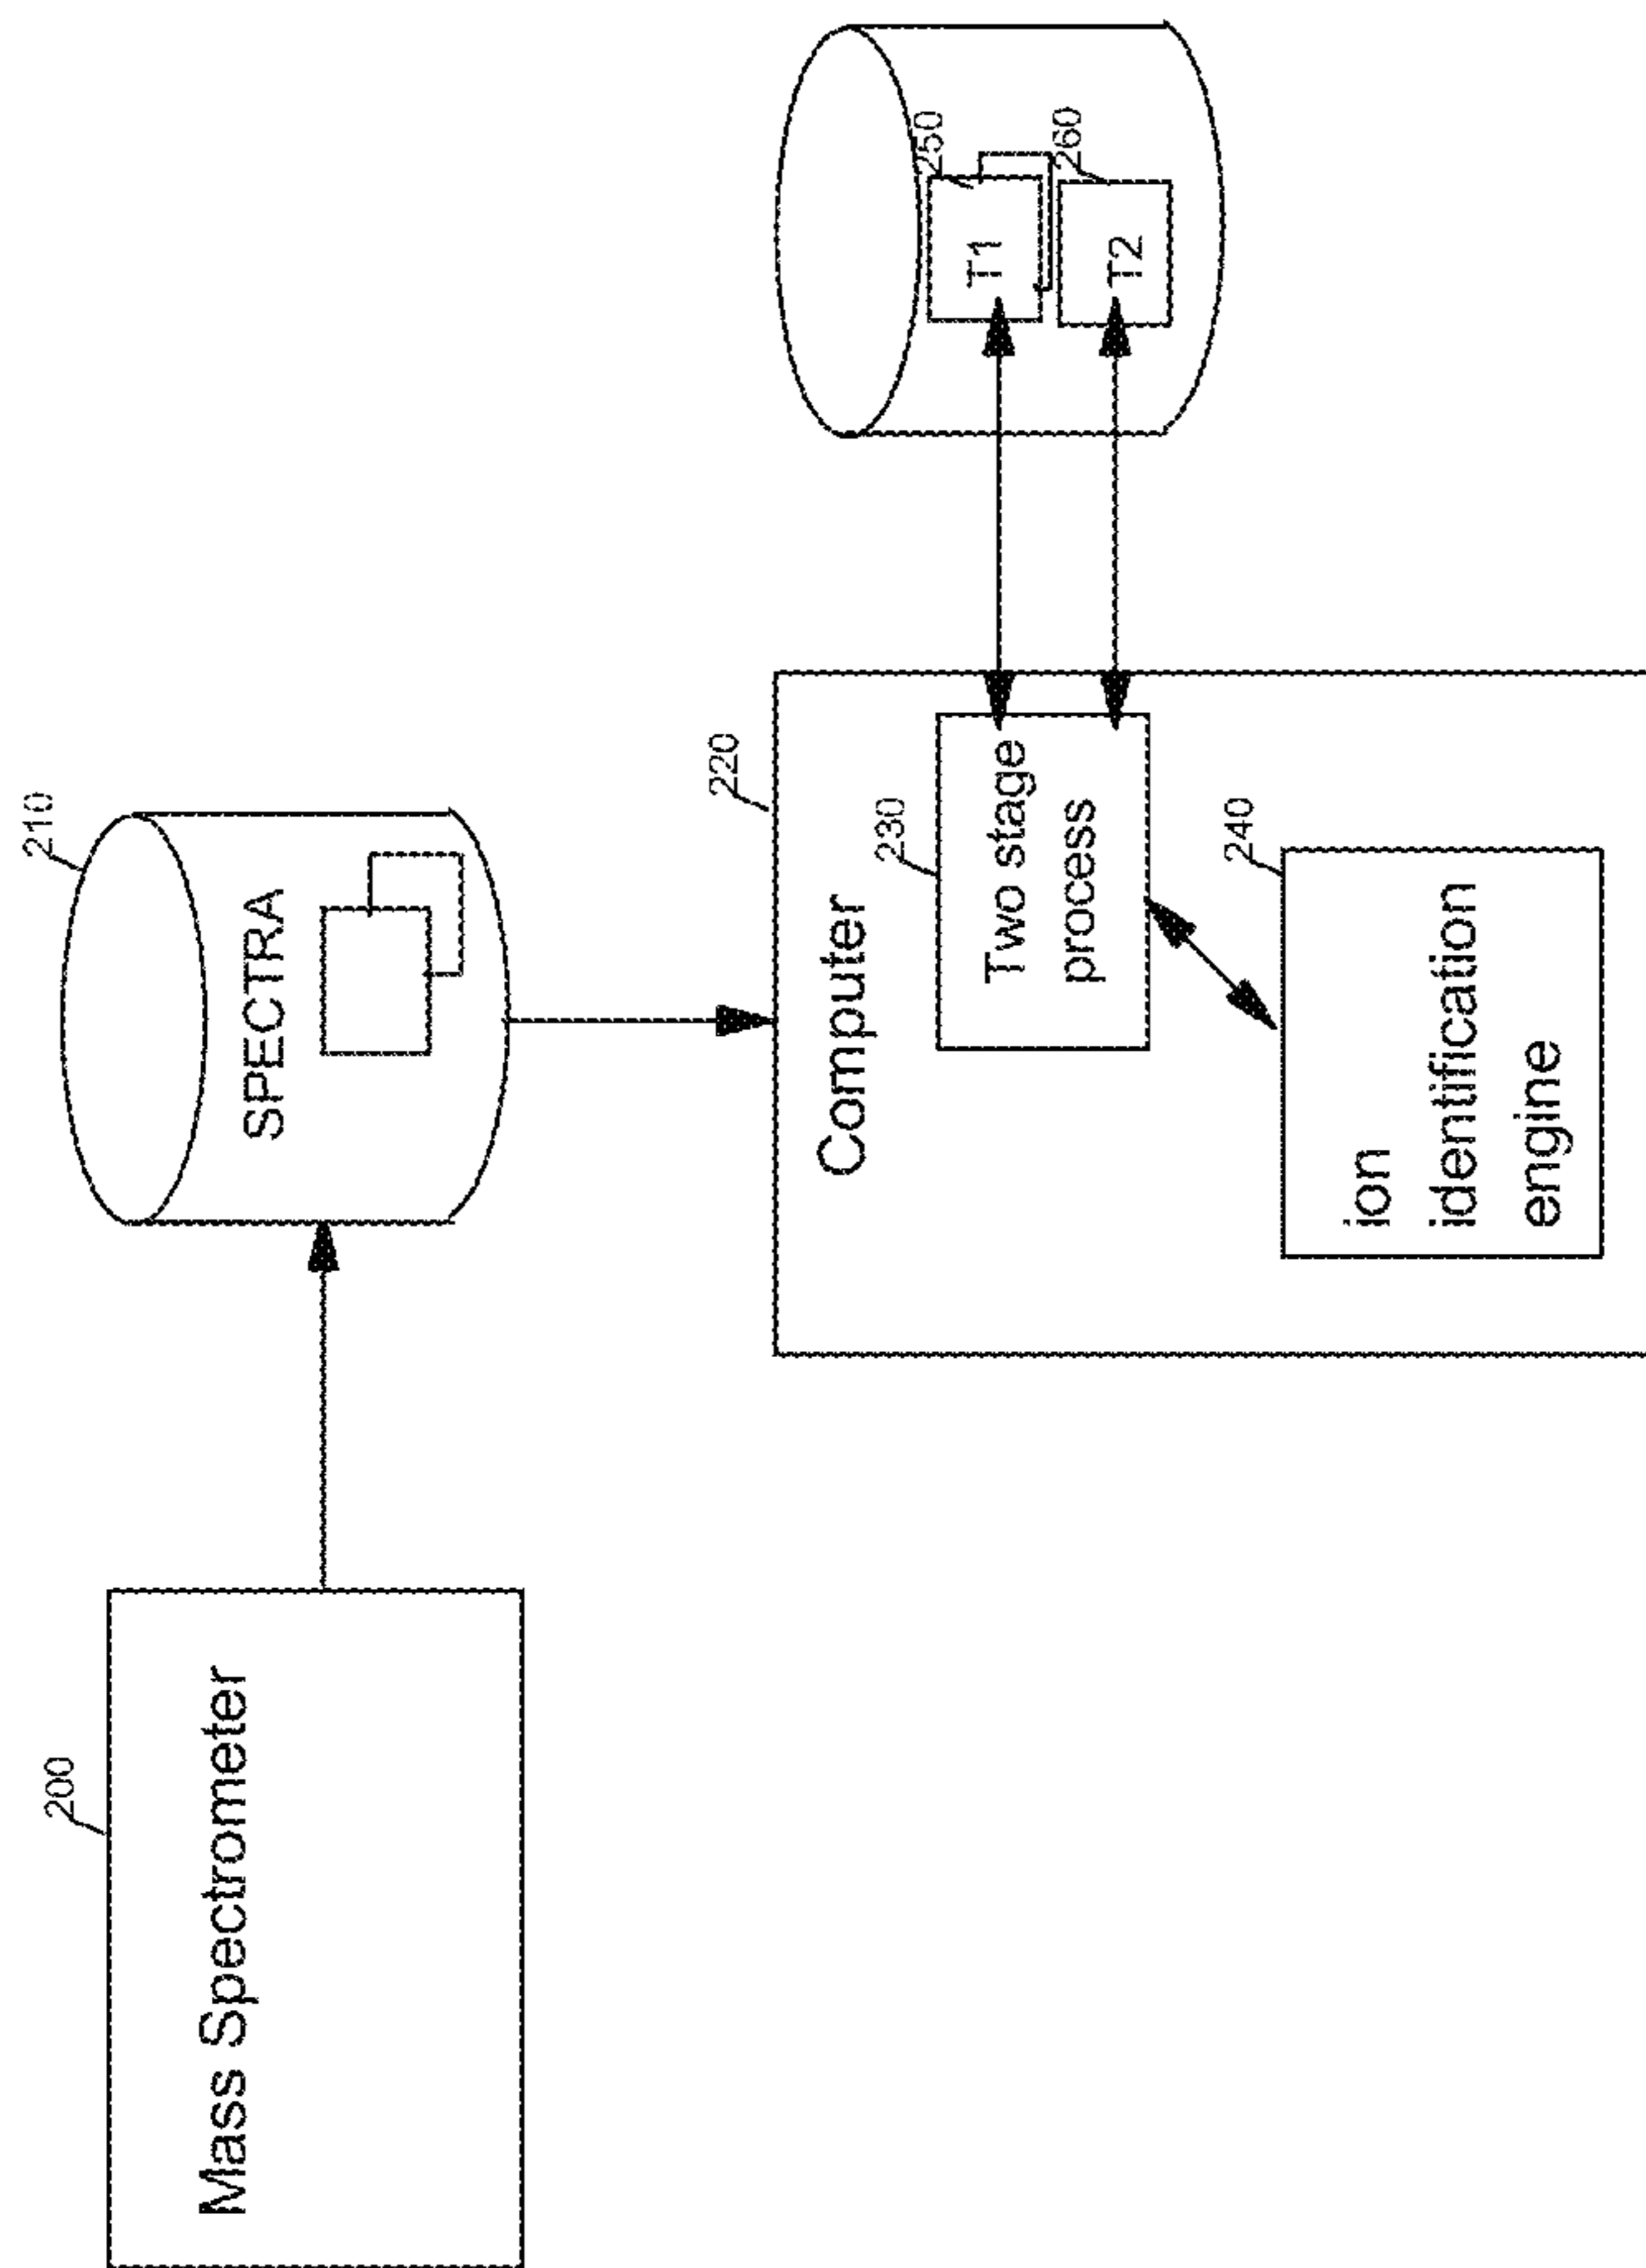 200
Mass Spectrometer
210
SPECTRA
220
Computer
230
Two stage
process
240
ion
identification
engine
250
T1
260
T2